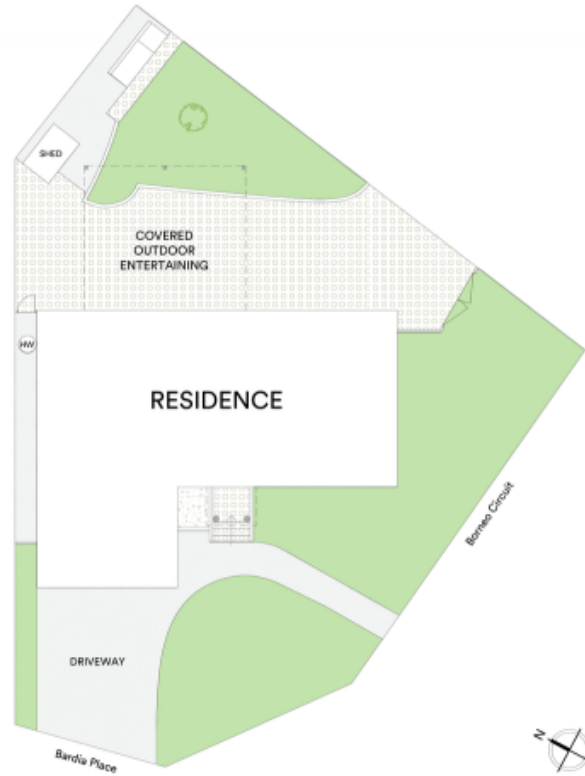 SHED
COVERED
OUTDOOR
ENTERTAINING
HW
RESIDENCE
Borneo Circuit
DRIVEWAY
Bardia Place
N